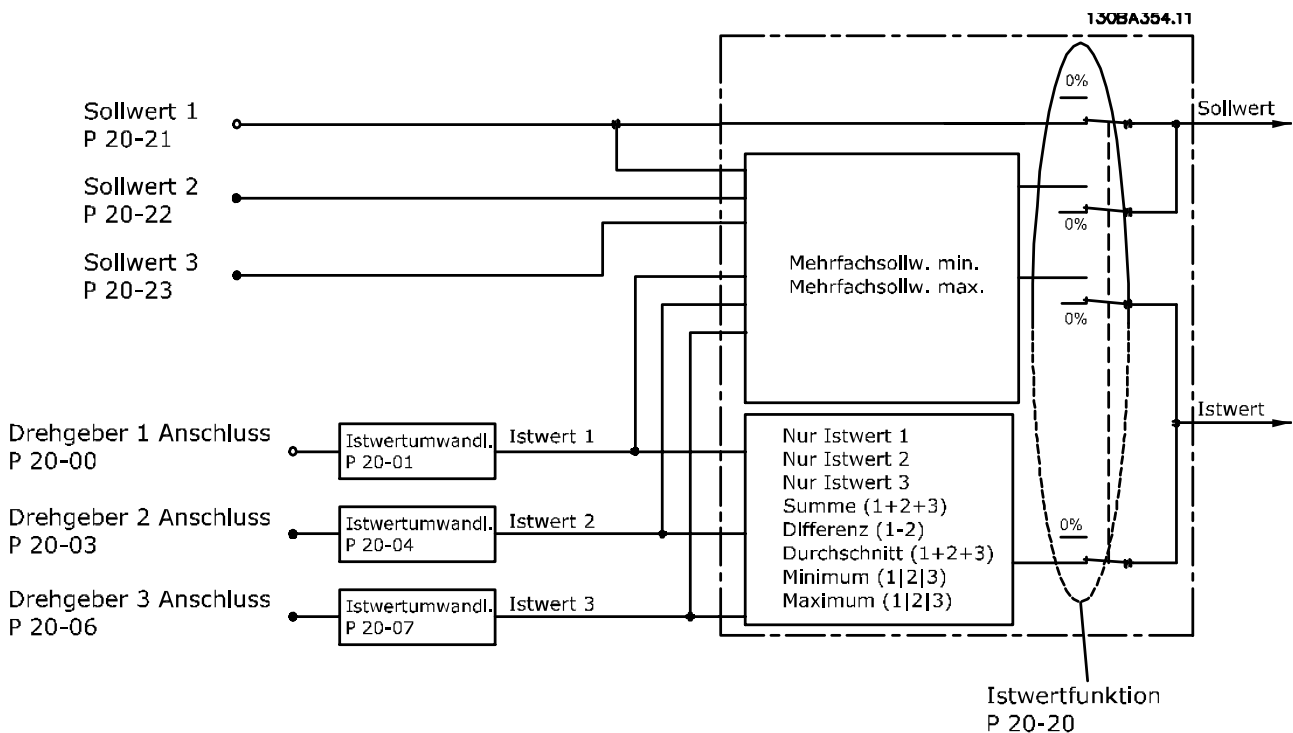 130BA354.11
Sollwert 1
P 20-21
Sollwert 2
P 20-22
Sollwert 3
P 20-23
0%
Sollwert
0%
Mehrfachsollw. min.
Mehrfachsollw. max.
0%
Istwert
Drehgeber 1 Anschluss
P 20-00
Istwertumwandl.
P 20-01
Istwert 1
Drehgeber 2 Anschluss
P 20-03
Istwertumwandl.
P 20-04
Istwert 2
Drehgeber 3 Anschluss
P 20-06
Istwertumwandl.
P 20-07
Istwert 3
Nur Istwert 1
Nur Istwert 2
Nur Istwert 3
Summe (1+2+3)
Differenz (1-2)
Durchschnitt (1+2+3)
Minimum (1|2|3)
Maximum (1|2|3)
0%
Istwertfunktion
P 20-20